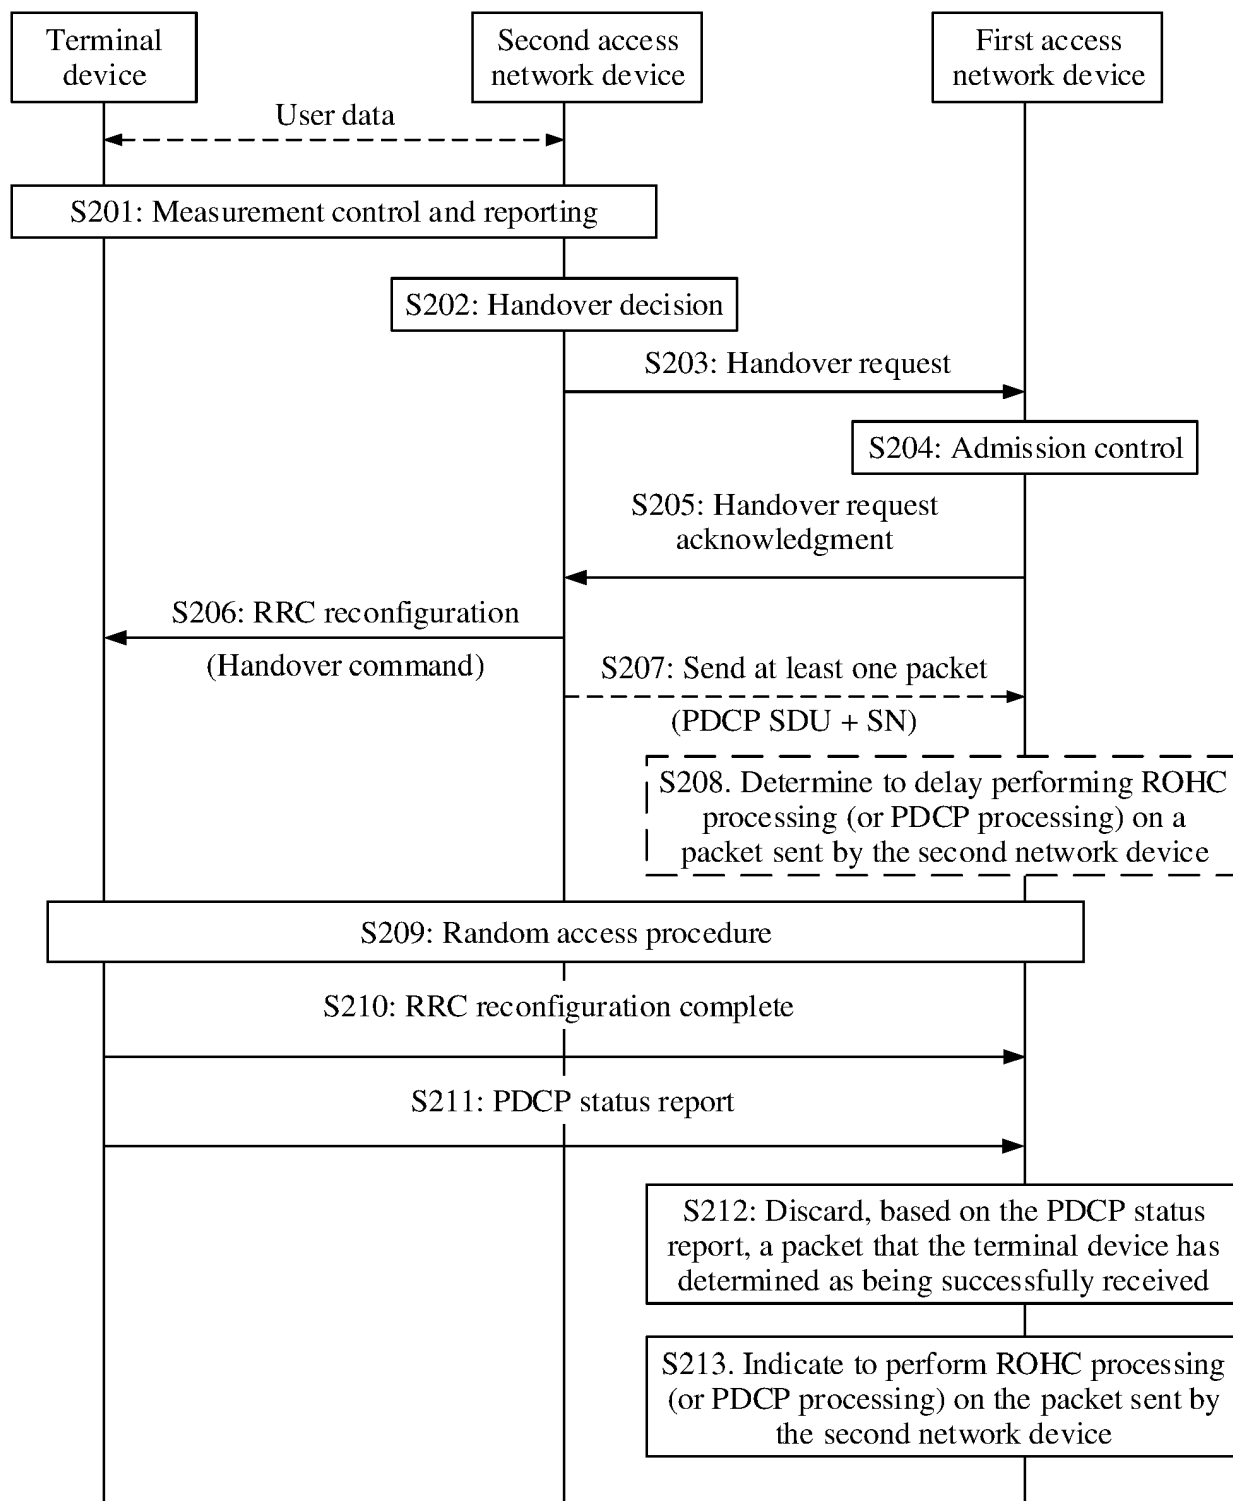 Terminal
device
Second access
network device
First access
network device
User data
S201: Measurement control and reporting
S202: Handover decision
S203: Handover request
S204: Admission control
S205: Handover request
acknowledgment
S206: RRC reconfiguration
(Handover command)
S207: Send at least one packet
(PDCP SDU + SN)
S208. Determine to delay performing ROHC
processing (or PDCP processing) on a
packet sent by the second network device
S209: Random access procedure
S210: RRC reconfiguration complete
S211: PDCP status report
S212: Discard, based on the PDCP status
report, a packet that the terminal device has
determined as being successfully received
S213. Indicate to perform ROHC processing
(or PDCP processing) on the packet sent by
the second network device